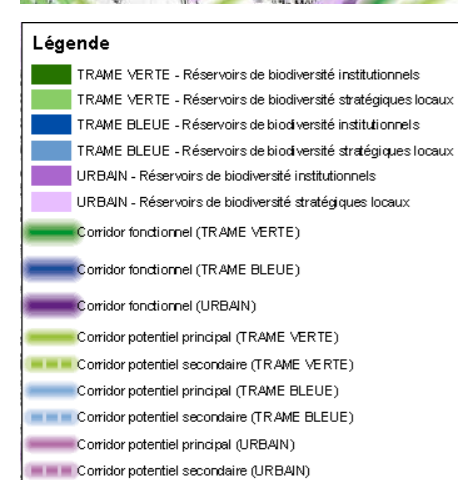 Légende
TRAME VERTE - Réservoirs de biodiversité institutionnels
TRAME VERTE - Réservoirs de biodiversité stratégiques locaux
TRAME BLEUE - Réservoirs de biodiversité institutionnels
TRAME BLEUE - Réservoirs de biodiversité stratégiques locaux
URBAIN - Réservoirs de biodiversité institutionnels
URBAIN - Réservoirs de biodiversité stratégiques locaux
Corridor fonctionnel (TRAME VERTE)
Corridor fonctionnel (TRAME BLEUE)
Corridor fonctionnel (URBAIN)
Corridor potentiel principal (TRAME VERTE)
Corridor potentiel secondaire (TRAME VERTE)
Corridor potentiel principal (TRAME BLEUE)
Corridor potentiel secondaire (TRAME BLEUE)
Corridor potentiel principal (URBAIN)
Corridor potentiel secondaire (URBAIN)